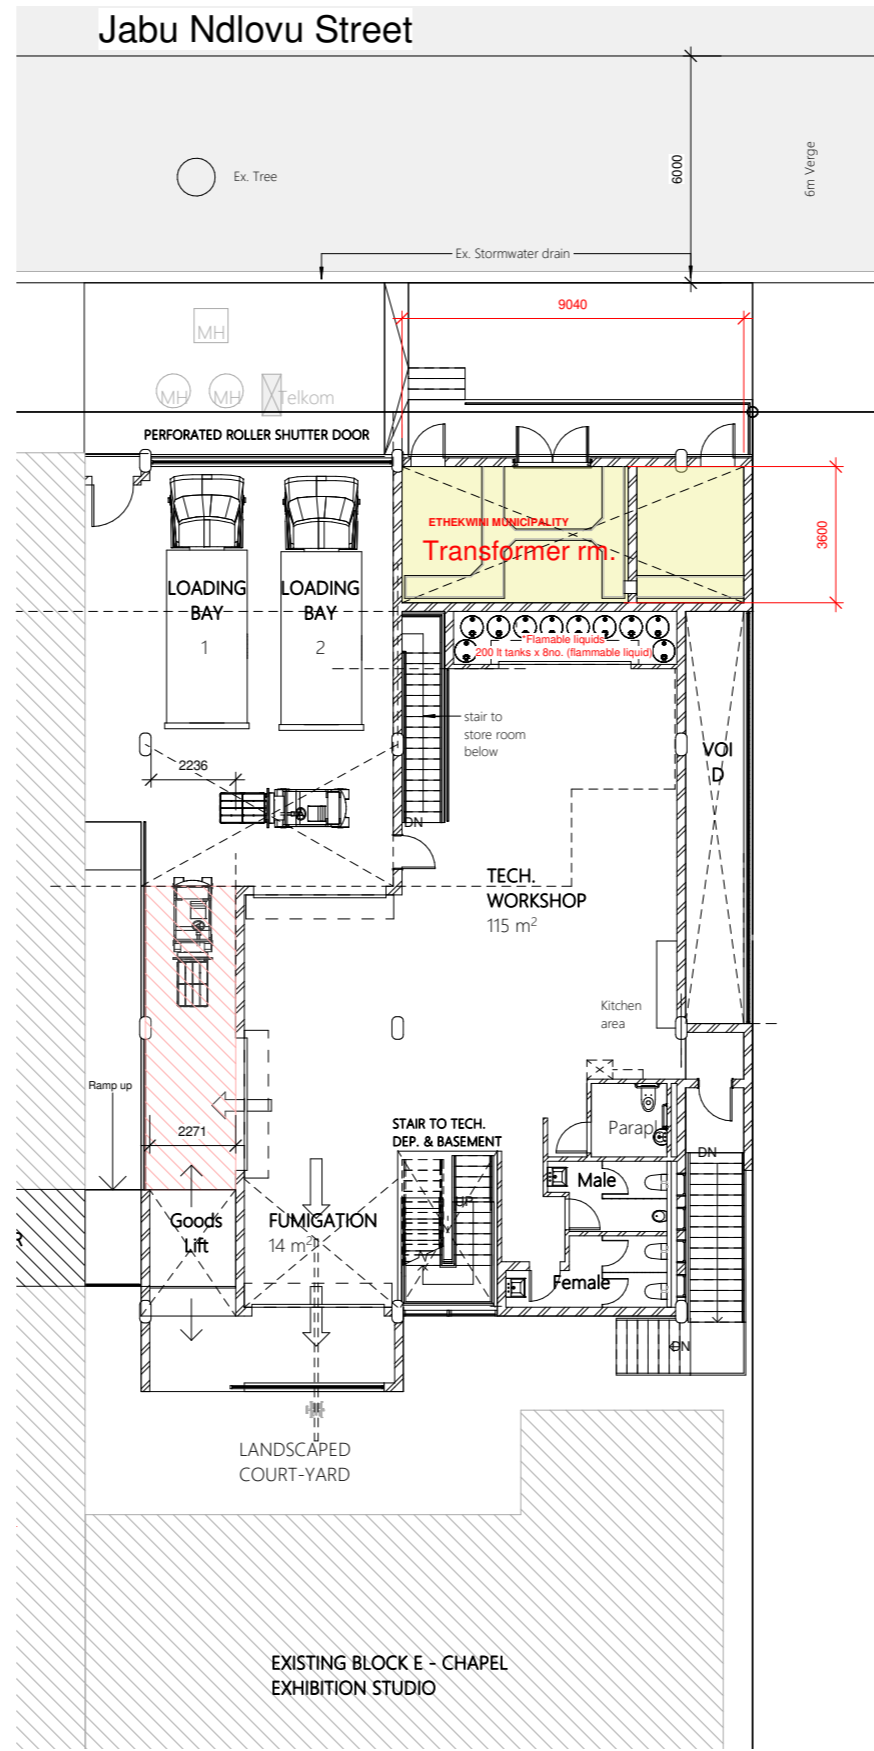 Jabu Ndlovu Street
6000
6m Verge
Ex. Tree
Ex. Stormwater drain
9040
MH
MH
MH
Telkom
PERFORATED ROLLER SHUTTER DOOR
ETHEKWINI MUNICIPALITY
Transformer rm.
3600
LOADING
BAY
1
LOADING
BAY
2
*Flamable liquids
200 lt tanks x 8no. (flammable liquid)
stair to
store room
below
VOI
D
2236
DN
TECH.
WORKSHOP
115 m²
Kitchen
area
Ramp up
2271
STAIR TO TECH.
DEP. & BASEMENT
Parapl.
DN
Male
UP
Goods
Lift
FUMIGATION
14 m²
Female
DN
R
LANDSCAPED
COURT-YARD
EXISTING BLOCK E - CHAPEL
EXHIBITION STUDIO